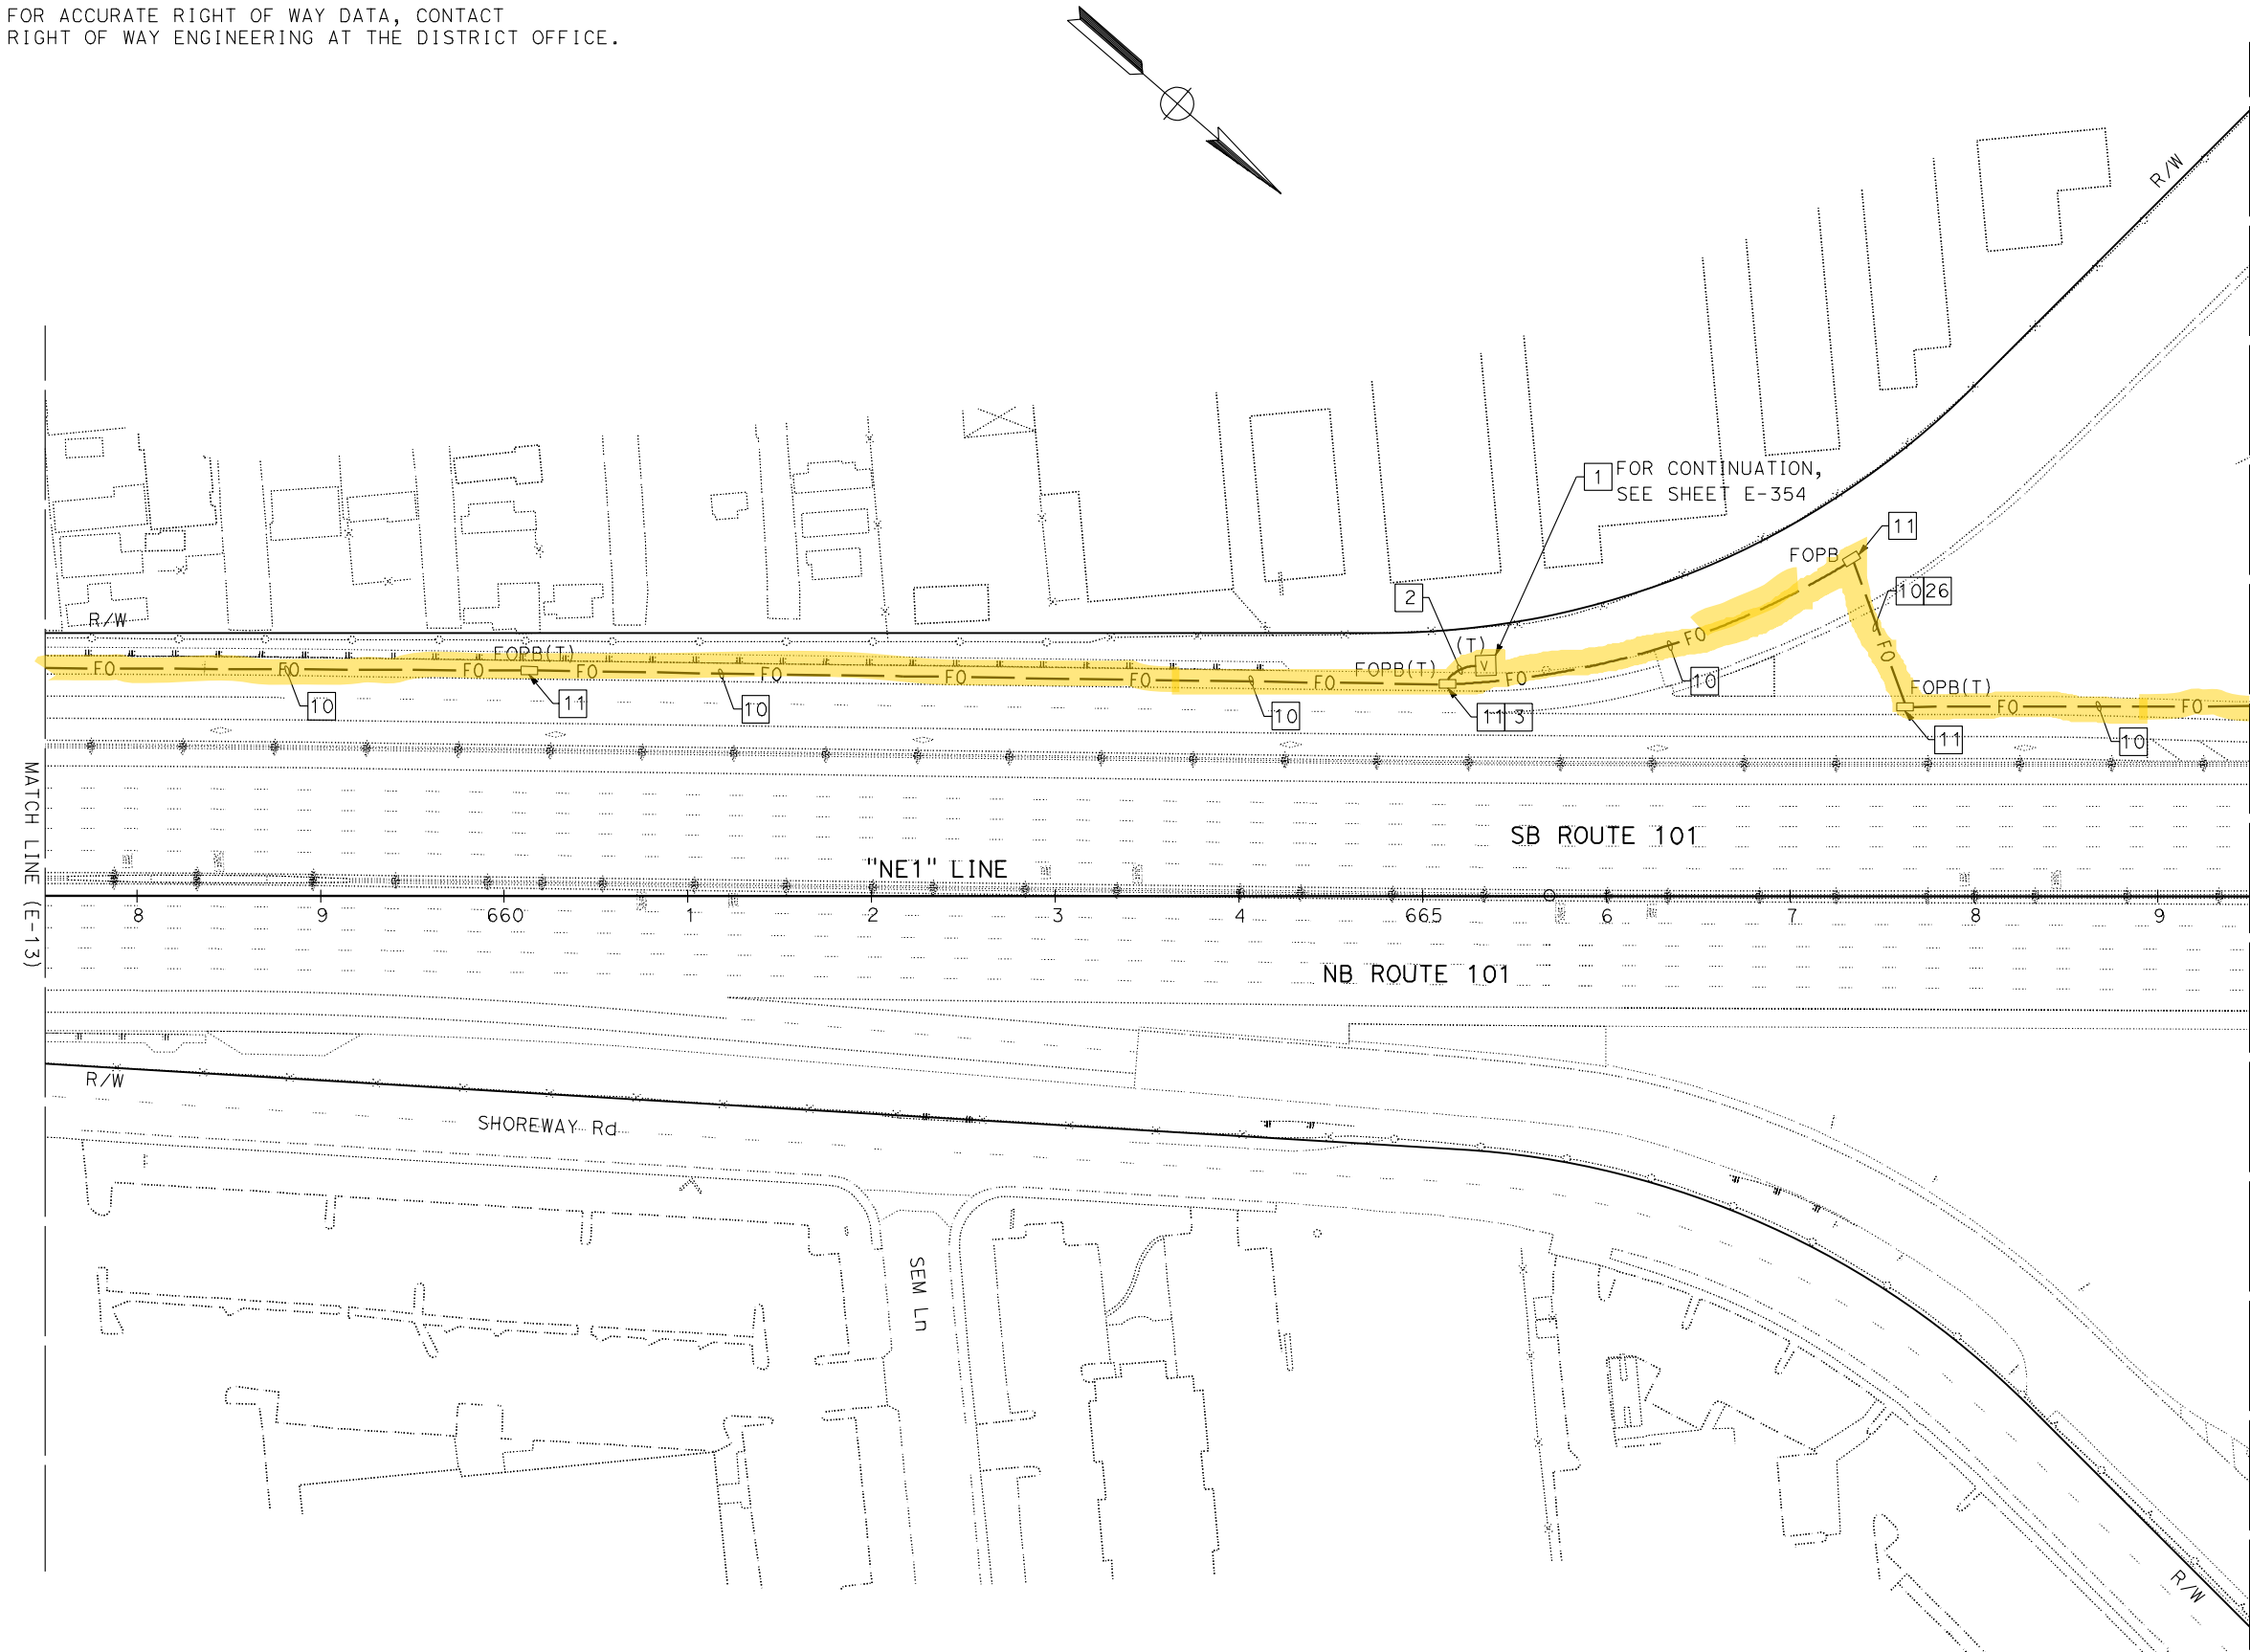 FOR ACCURATE RIGHT OF WAY DATA, CONTACT
RIGHT OF WAY ENGINEERING AT THE DISTRICT OFFICE.
R/W
1 FOR CONTINUATION,
SEE SHEET E-354
11
FOPB
10 26
2
(T)
V
R/W
FOPB(T)
FOPB(T)
FOPB(T)
FO
FO
FO
FO
FO
FO
FO
FO
FO
FO
FO
FO
FO
10
11
10
10
11 3
10
11
10
MATCH LINE (E-13)
SB ROUTE 101
"NE1" LINE
8
9
660
1
2
3
4
665
6
7
8
9
NB ROUTE 101
R/W
SHOREWAY Rd
SEM Ln
R/W